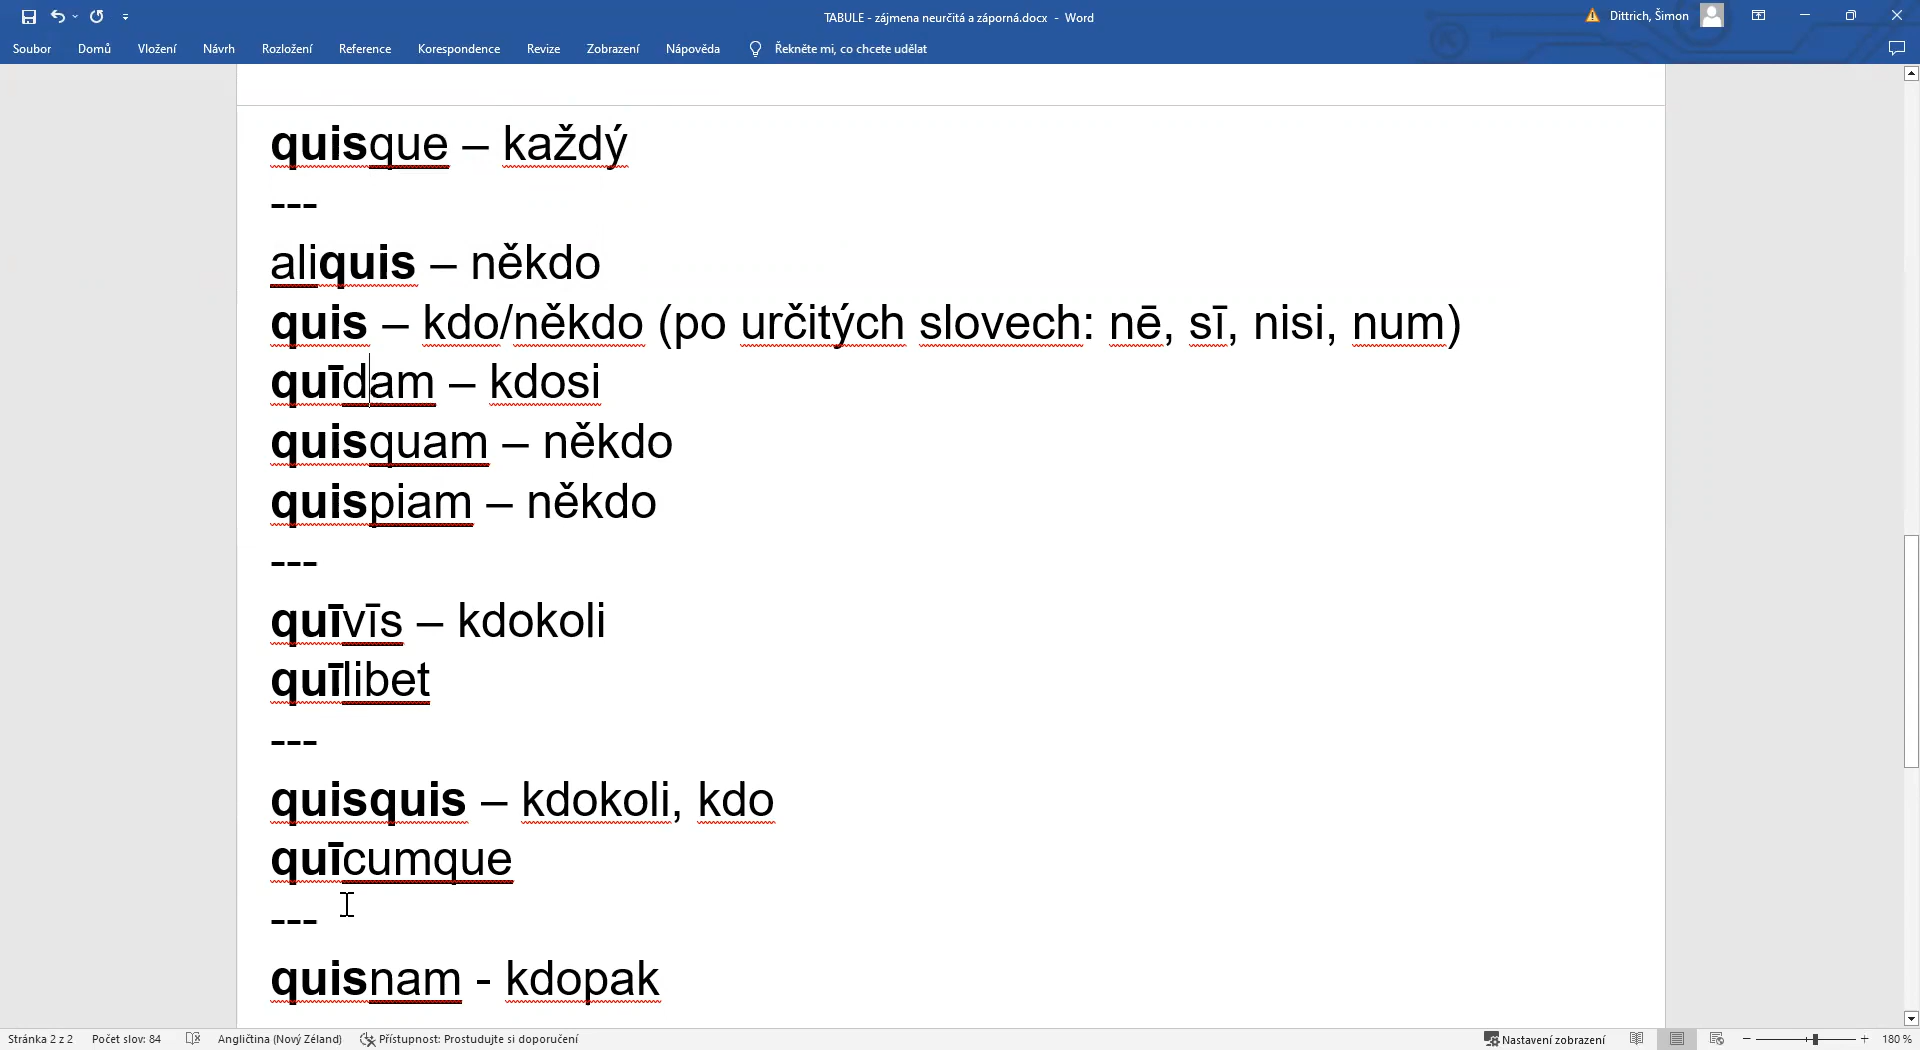 TABULE - zájmena neurčitá a záporná.docx - Word
Dittrich, Šimon
Soubor Domů Vložení Návrh Rozložení Reference Korespondence Revize Zobrazení Nápověda Řekněte mi, co chcete udělat
quisque – každý
---
aliquis – někdo
quis – kdo/někdo (po určitých slovech: nē, sī, nisi, num)
quīdam – kdosi
quisquam – někdo
quispiam – někdo
---
quīvīs – kdokoli
quīlibet
---
quisquis – kdokoli, kdo
quīcumque
---
quisnam - kdopak
Stránka 2 z 2 Počet slov: 84 Angličtina (Nový Zéland) Přístupnost: Prostudujte si doporučení Nastavení zobrazení 180 %